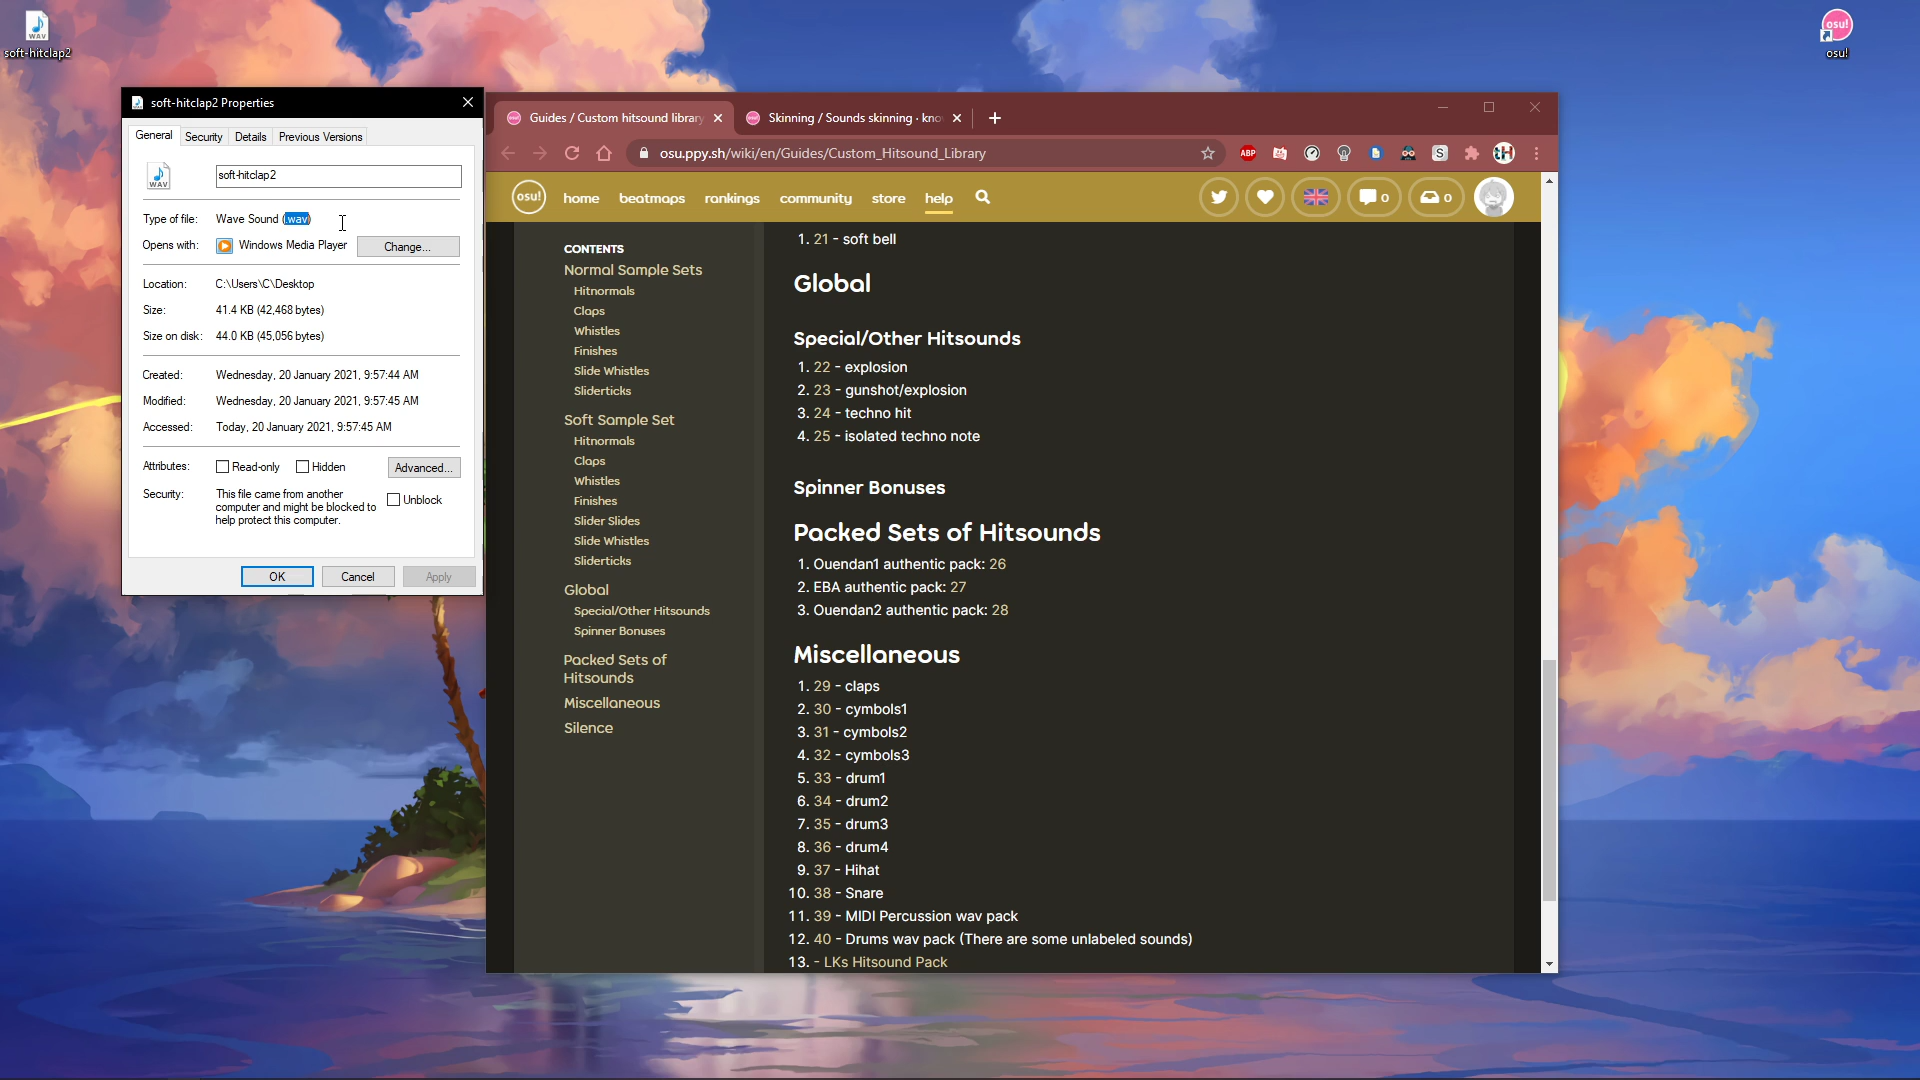 WAV
soft-hitclap2
osu!
osu!
soft-hitclap2 Properties
General Security Details Previous Versions
WAV
soft-hitclap2
Type of file: Wave Sound (.wav)
Opens with: Windows Media Player Change...
Location: C:\Users\C\Desktop
Size: 41.4 KB (42,468 bytes)
Size on disk: 44.0 KB (45,056 bytes)
Created: Wednesday, 20 January 2021, 9:57:44 AM
Modified: Wednesday, 20 January 2021, 9:57:45 AM
Accessed: Today, 20 January 2021, 9:57:45 AM
Attributes: Read-only Hidden Advanced...
Security: This file came from another
computer and might be blocked to
help protect this computer.
Unblock
OK Cancel Apply
Guides / Custom hitsound library
Skinning / Sounds skinning · kno
osu.ppy.sh/wiki/en/Guides/Custom_Hitsound_Library
ABP
S
osu! home beatmaps rankings community store help 0 0
CONTENTS
Normal Sample Sets
Hitnormals
Claps
Whistles
Finishes
Slide Whistles
Sliderticks
Soft Sample Set
Hitnormals
Claps
Whistles
Finishes
Slider Slides
Slide Whistles
Sliderticks
Global
Special/Other Hitsounds
Spinner Bonuses
Packed Sets of
Hitsounds
Miscellaneous
Silence
1. 21 - soft bell
Global
Special/Other Hitsounds
1. 22 - explosion
2. 23 - gunshot/explosion
3. 24 - techno hit
4. 25 - isolated techno note
Spinner Bonuses
Packed Sets of Hitsounds
1. Ouendan1 authentic pack: 26
2. EBA authentic pack: 27
3. Ouendan2 authentic pack: 28
Miscellaneous
1. 29 - claps
2. 30 - cymbols1
3. 31 - cymbols2
4. 32 - cymbols3
5. 33 - drum1
6. 34 - drum2
7. 35 - drum3
8. 36 - drum4
9. 37 - Hihat
10. 38 - Snare
11. 39 - MIDI Percussion wav pack
12. 40 - Drums wav pack (There are some unlabeled sounds)
13. - LKs Hitsound Pack